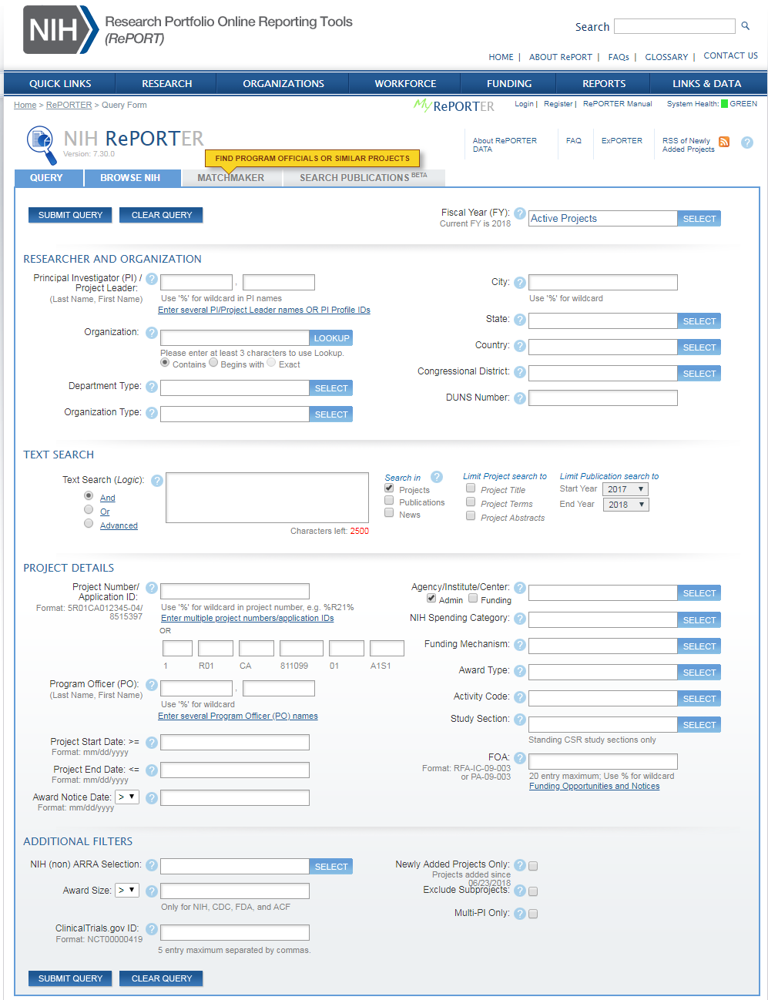 NIH
Research Portfolio Online Reporting Tools
(RePORT)
Search
HOME | ABOUT RePORT | FAQs | GLOSSARY | CONTACT US
QUICK LINKS RESEARCH ORGANIZATIONS WORKFORCE FUNDING REPORTS LINKS & DATA
Home > RePORTER > Query Form
My RePORTER Login | Register | RePORTER Manual System Health: GREEN
NIH RePORTER
Version: 7.30.0
About RePORTER
DATA
FAQ
ExPORTER
RSS of Newly
Added Projects
?
FIND PROGRAM OFFICIALS OR SIMILAR PROJECTS
QUERY BROWSE NIH MATCHMAKER SEARCH PUBLICATIONS BETA
SUBMIT QUERY CLEAR QUERY
Fiscal Year (FY): ? Active Projects SELECT
Current FY is 2018
RESEARCHER AND ORGANIZATION
Principal Investigator (PI) / ?
Project Leader: ,
(Last Name, First Name) Use '%' for wildcard in PI names
Enter several PI/Project Leader names OR PI Profile IDs
Organization: ? LOOKUP
Please enter at least 3 characters to use Lookup.
Contains Begins with Exact
Department Type: ? SELECT
Organization Type: ? SELECT
City: ?
Use '%' for wildcard
State: ? SELECT
Country: ? SELECT
Congressional District: ? SELECT
DUNS Number: ?
TEXT SEARCH
Text Search (Logic): ?
And
Or
Advanced
Characters left: 2500
Search in ?
Projects
Publications
News
Limit Project search to
Project Title
Project Terms
Project Abstracts
Limit Publication search to
Start Year 2017 ▼
End Year 2018 ▼
PROJECT DETAILS
Project Number/ ?
Application ID:
Format: 5R01CA012345-04/
8515397
Use '%' for wildcard in project number, e.g. %R21%
Enter multiple project numbers/application IDs
OR
1 R01 CA 811099 01 A1S1
Program Officer (PO): ? ,
(Last Name, First Name)
Use '%' for wildcard
Enter several Program Officer (PO) names
Project Start Date: >= ?
Format: mm/dd/yyyy
Project End Date: <= ?
Format: mm/dd/yyyy
Award Notice Date: > ▼ ?
Format: mm/dd/yyyy
Agency/Institute/Center: ? SELECT
Admin Funding
NIH Spending Category: ? SELECT
Funding Mechanism: ? SELECT
Award Type: ? SELECT
Activity Code: ? SELECT
Study Section: ? SELECT
Standing CSR study sections only
FOA: ?
Format: RFA-IC-09-003
or PA-09-003
20 entry maximum; Use % for wildcard
Funding Opportunities and Notices
ADDITIONAL FILTERS
NIH (non) ARRA Selection: ? SELECT
Award Size: > ▼ ?
Only for NIH, CDC, FDA, and ACF
ClinicalTrials.gov ID: ?
Format: NCT00000419
5 entry maximum separated by commas.
Newly Added Projects Only: ?
Projects added since
06/23/2018
Exclude Subprojects: ?
Multi-PI Only: ?
SUBMIT QUERY CLEAR QUERY